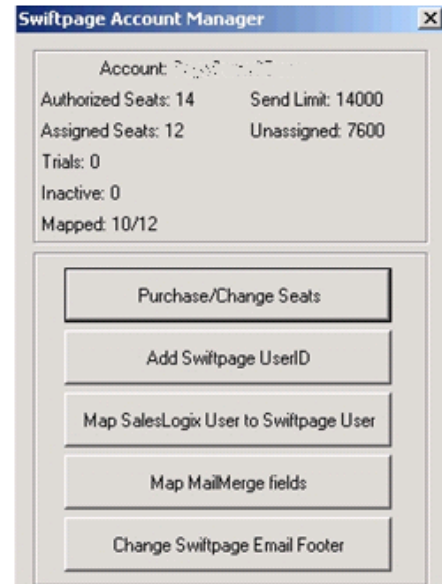 Swiftpage Account Manager
Account:
Authorized Seats: 14 Send Limit: 14000
Assigned Seats: 12 Unassigned: 7600
Trials: 0
Inactive: 0
Mapped: 10/12
Purchase/Change Seats
Add Swiftpage UserID
Map SalesLogix User to Swiftpage User
Map MailMerge fields
Change Swiftpage Email Footer